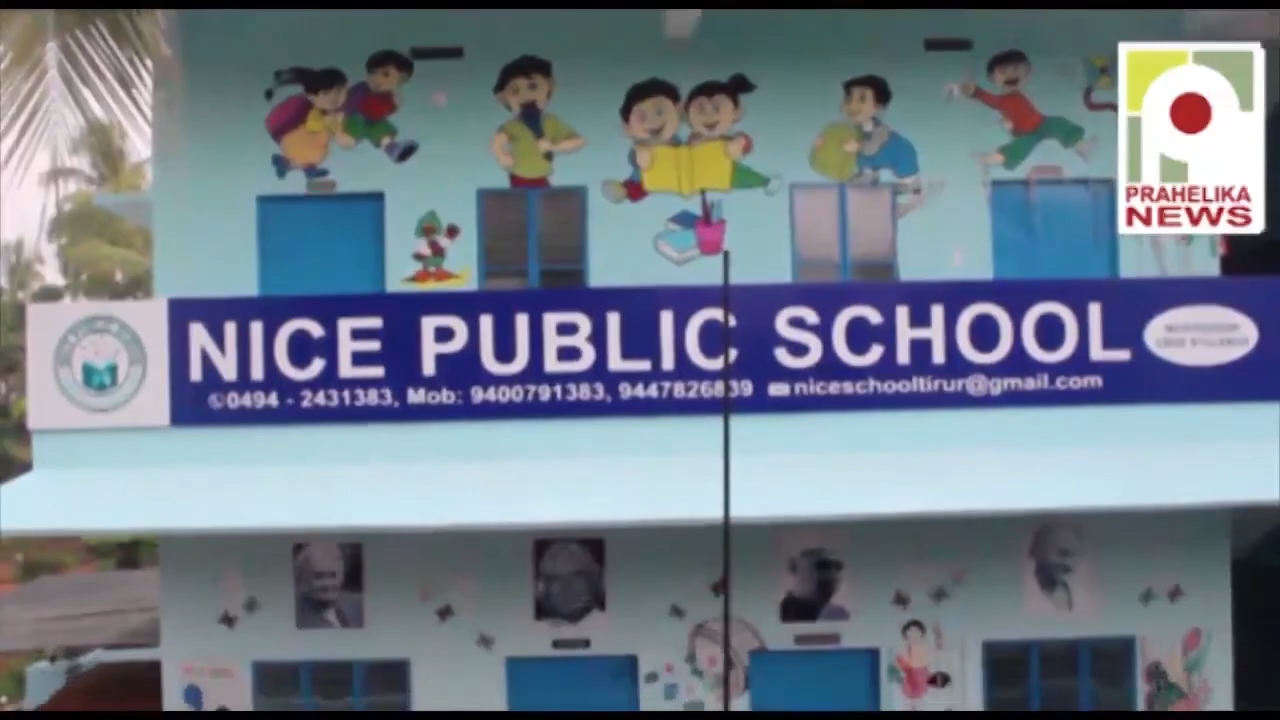 PRAHELIKA
NEWS
NICE PUBLIC SCHOOL
0494 - 2431383, Mob: 9400791383, 9447826839 niceschooltirur@gmail.com